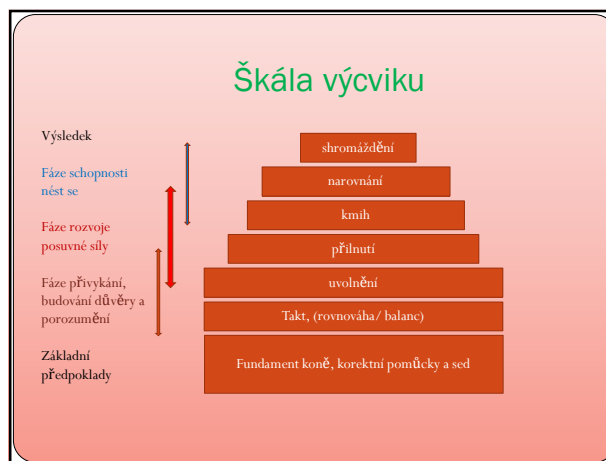 Škála výcviku
Výsledek
Fáze schopnosti
nést se
Fáze rozvoje
posuvné síly
Fáze přivykání,
budování důvěry a
porozumění
Základní
předpoklady
shromáždění
narovnání
kmih
přilnutí
uvolnění
Takt, (rovnováha/ balanc)
Fundament koně, korektní pomůcky a sed